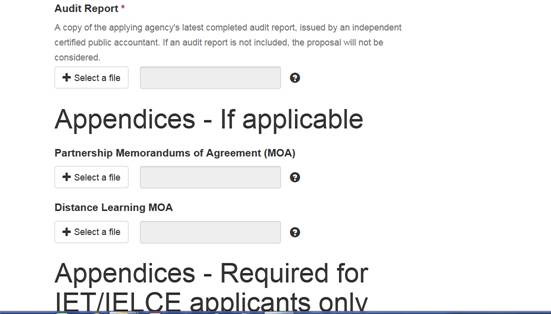 Audit Report *
A copy of the applying agency's latest completed audit report, issued by an independent
certified public accountant. If an audit report is not included, the proposal will not be
considered.
+ Select a file ?
Appendices - If applicable
Partnership Memorandums of Agreement (MOA)
+ Select a file ?
Distance Learning MOA
+ Select a file ?
Appendices - Required for
IET/IELCE applicants only